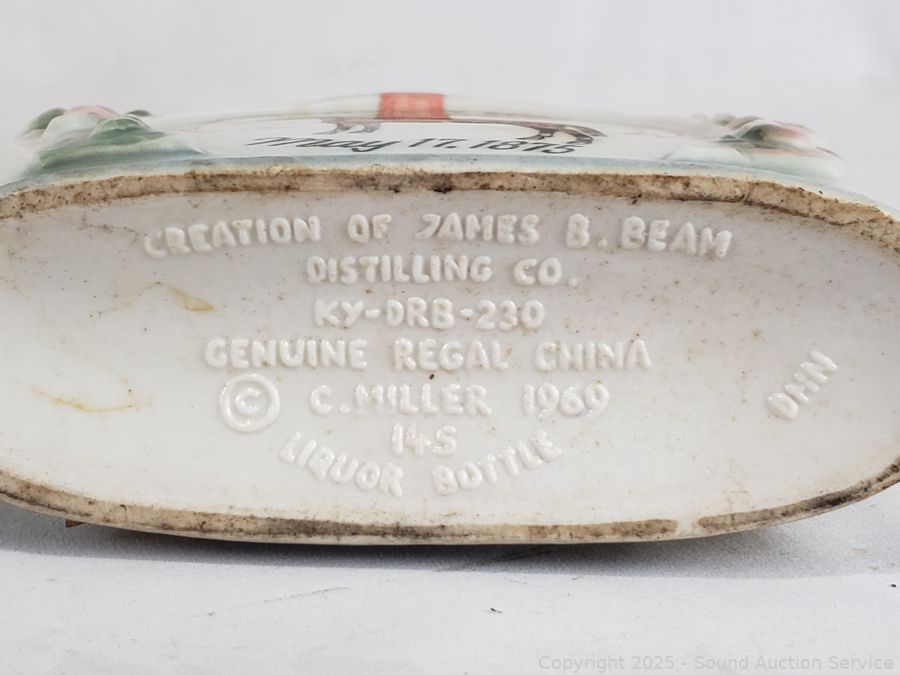 May 17, 1875
CREATION OF JAMES B. BEAM
DISTILLING CO.
KY-DRB-230
GENUINE REGAL CHINA
© C. MILLER 1969
14S
LIQUOR BOTTLE
DHN
Copyright © 2025 - Sound Auction Service